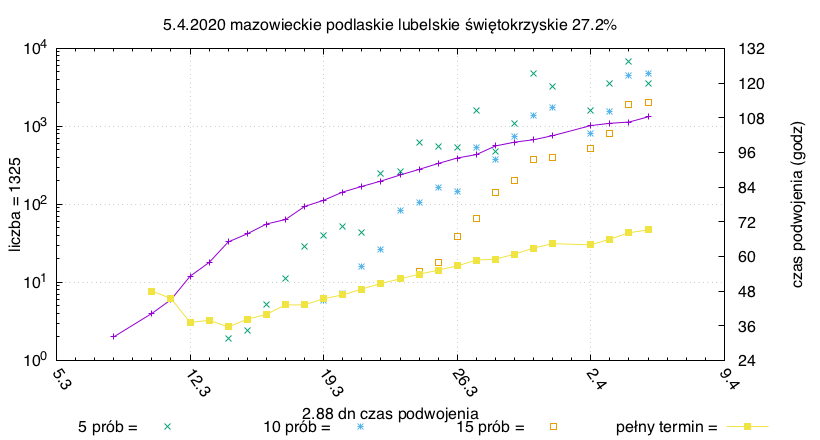 5.4.2020 mazowieckie podlaskie lubelskie świętokrzyskie 27.2%
10^4
10^3
10^2
10^1
10^0
liczba = 1325
132
120
108
96
84
72
60
48
36
24
czas podwojenia (godz)
5.3
12.3
19.3
26.3
2.4
9.4
2.88 dn czas podwojenia
5 prób =
10 prób =
15 prób =
pełny termin =